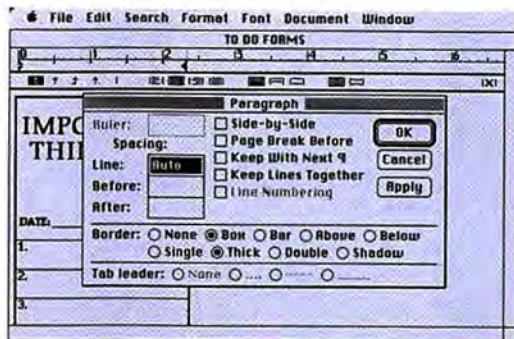 File Edit Search Format Font Document Window
TO DO FORMS
0 1 2 3 4 5 6
Paragraph
IMPO
THI
Ruler:
Spacing:
Line: Auto
Before:
After:
Side-by-Side
Page Break Before
Keep With Next ¶
Keep Lines Together
Line Numbering
OK
Cancel
Apply
Border: None Box Bar Above Below
Single Thick Double Shadow
Tab leader: None .... ---- ____
DATE:
1.
2.
3.